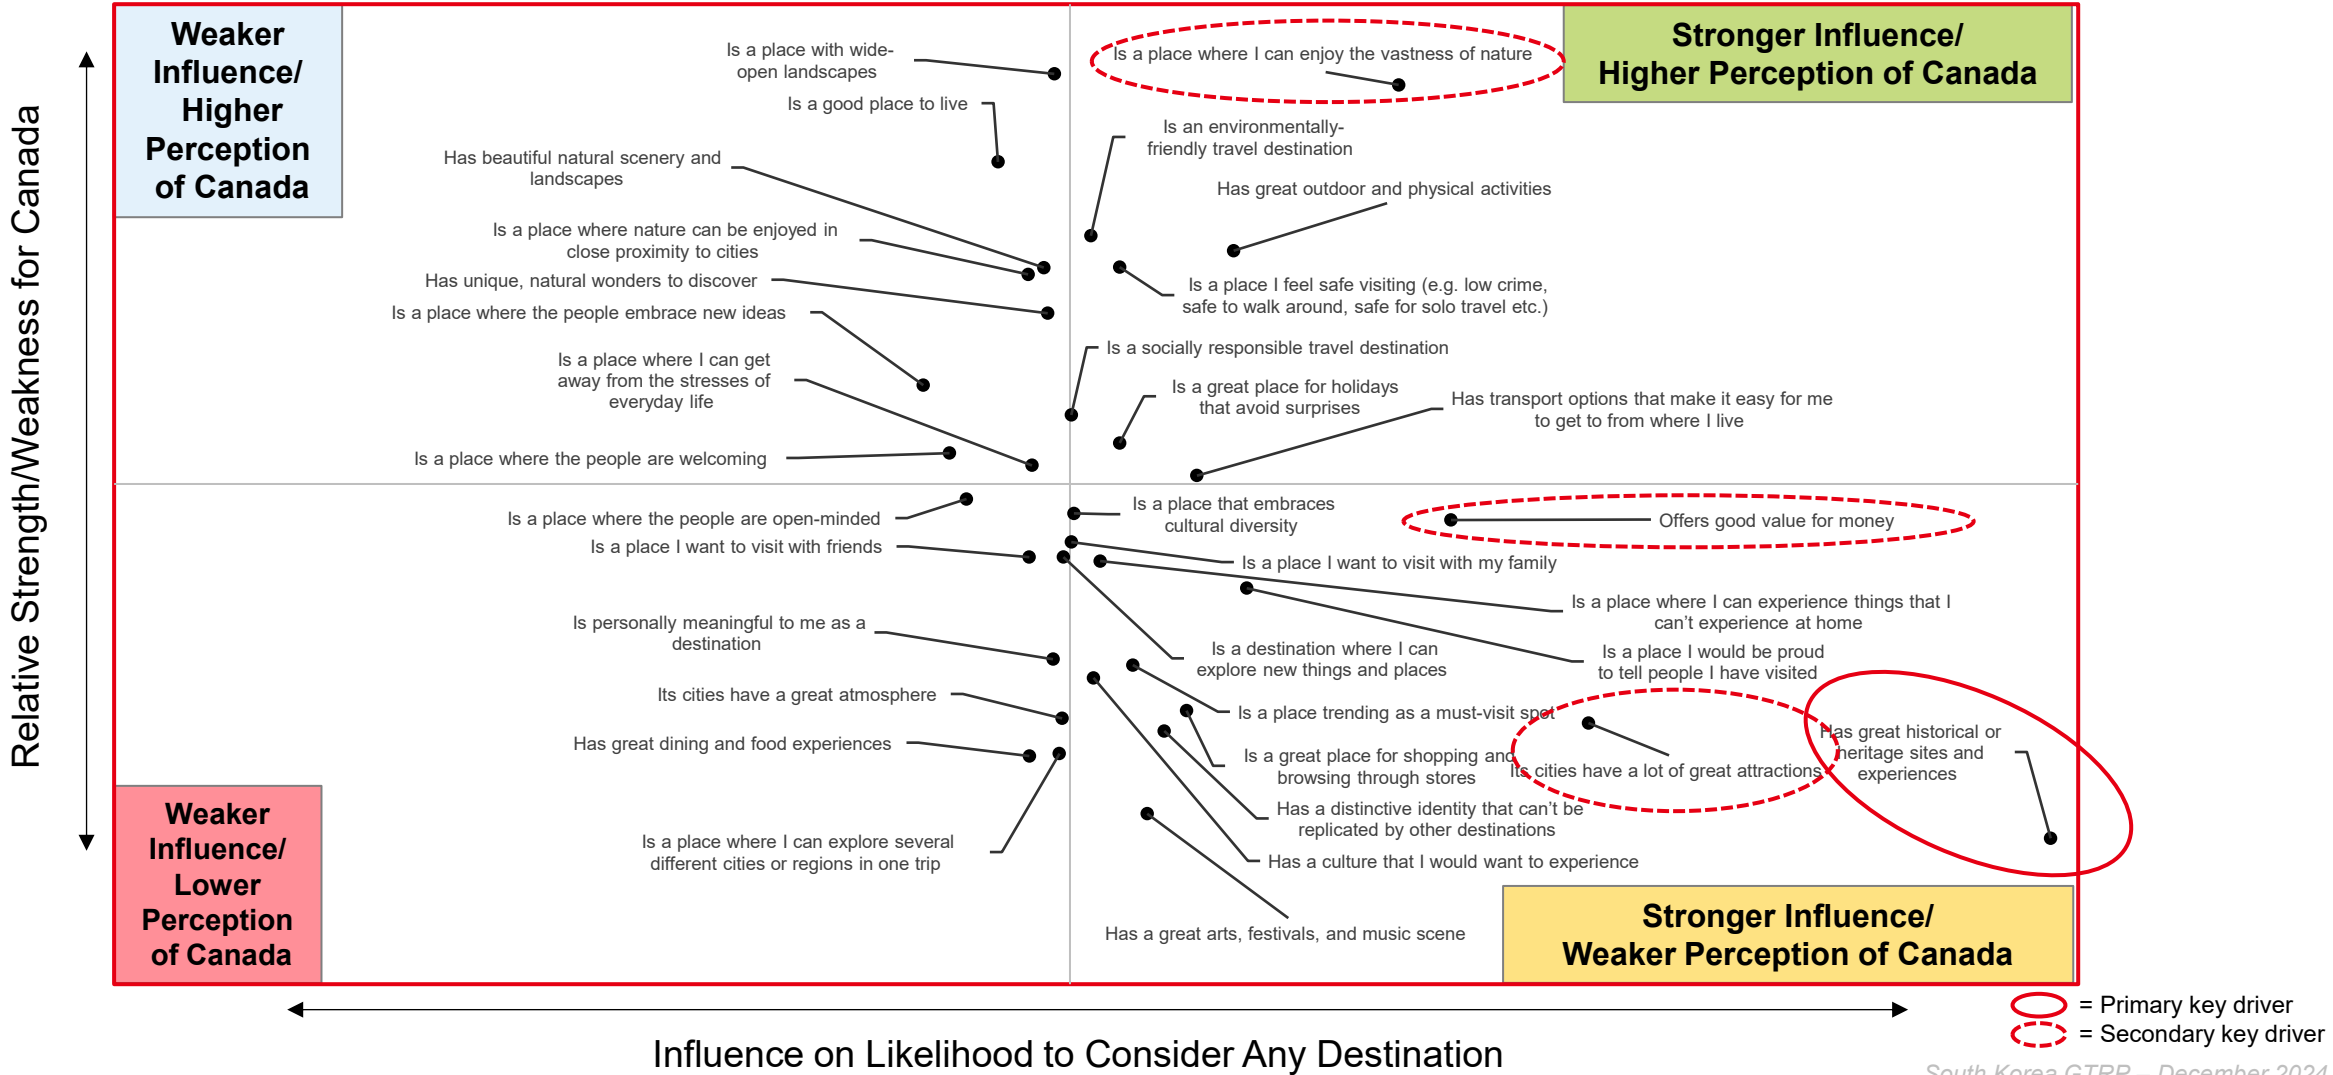 Relative Strength/Weakness for Canada
Weaker
Influence/
Higher
Perception
of Canada
Stronger Influence/
Higher Perception of Canada
Is a place with wide-
open landscapes
Is a place where I can enjoy the vastness of nature
Is a good place to live
Is an environmentally-
friendly travel destination
Has beautiful natural scenery and
landscapes
Has great outdoor and physical activities
Is a place where nature can be enjoyed in
close proximity to cities
Has unique, natural wonders to discover
Is a place I feel safe visiting (e.g. low crime,
safe to walk around, safe for solo travel etc.)
Is a place where the people embrace new ideas
Is a socially responsible travel destination
Is a place where I can get
away from the stresses of
everyday life
Is a great place for holidays
that avoid surprises
Has transport options that make it easy for me
to get to from where I live
Is a place where the people are welcoming
Is a place where the people are open-minded
Is a place that embraces
cultural diversity
Offers good value for money
Is a place I want to visit with friends
Is a place I want to visit with my family
Is a place where I can experience things that I
can’t experience at home
Is personally meaningful to me as a
destination
Is a destination where I can
explore new things and places
Is a place I would be proud
to tell people I have visited
Its cities have a great atmosphere
Is a place trending as a must-visit spot
Has great historical or
heritage sites and
experiences
Has great dining and food experiences
Is a great place for shopping and
browsing through stores
Its cities have a lot of great attractions
Has a distinctive identity that can’t be
replicated by other destinations
Is a place where I can explore several
different cities or regions in one trip
Has a culture that I would want to experience
Has a great arts, festivals, and music scene
Weaker
Influence/
Lower
Perception
of Canada
Stronger Influence/
Weaker Perception of Canada
Influence on Likelihood to Consider Any Destination
= Primary key driver
= Secondary key driver
South Korea GTRP – December 2024